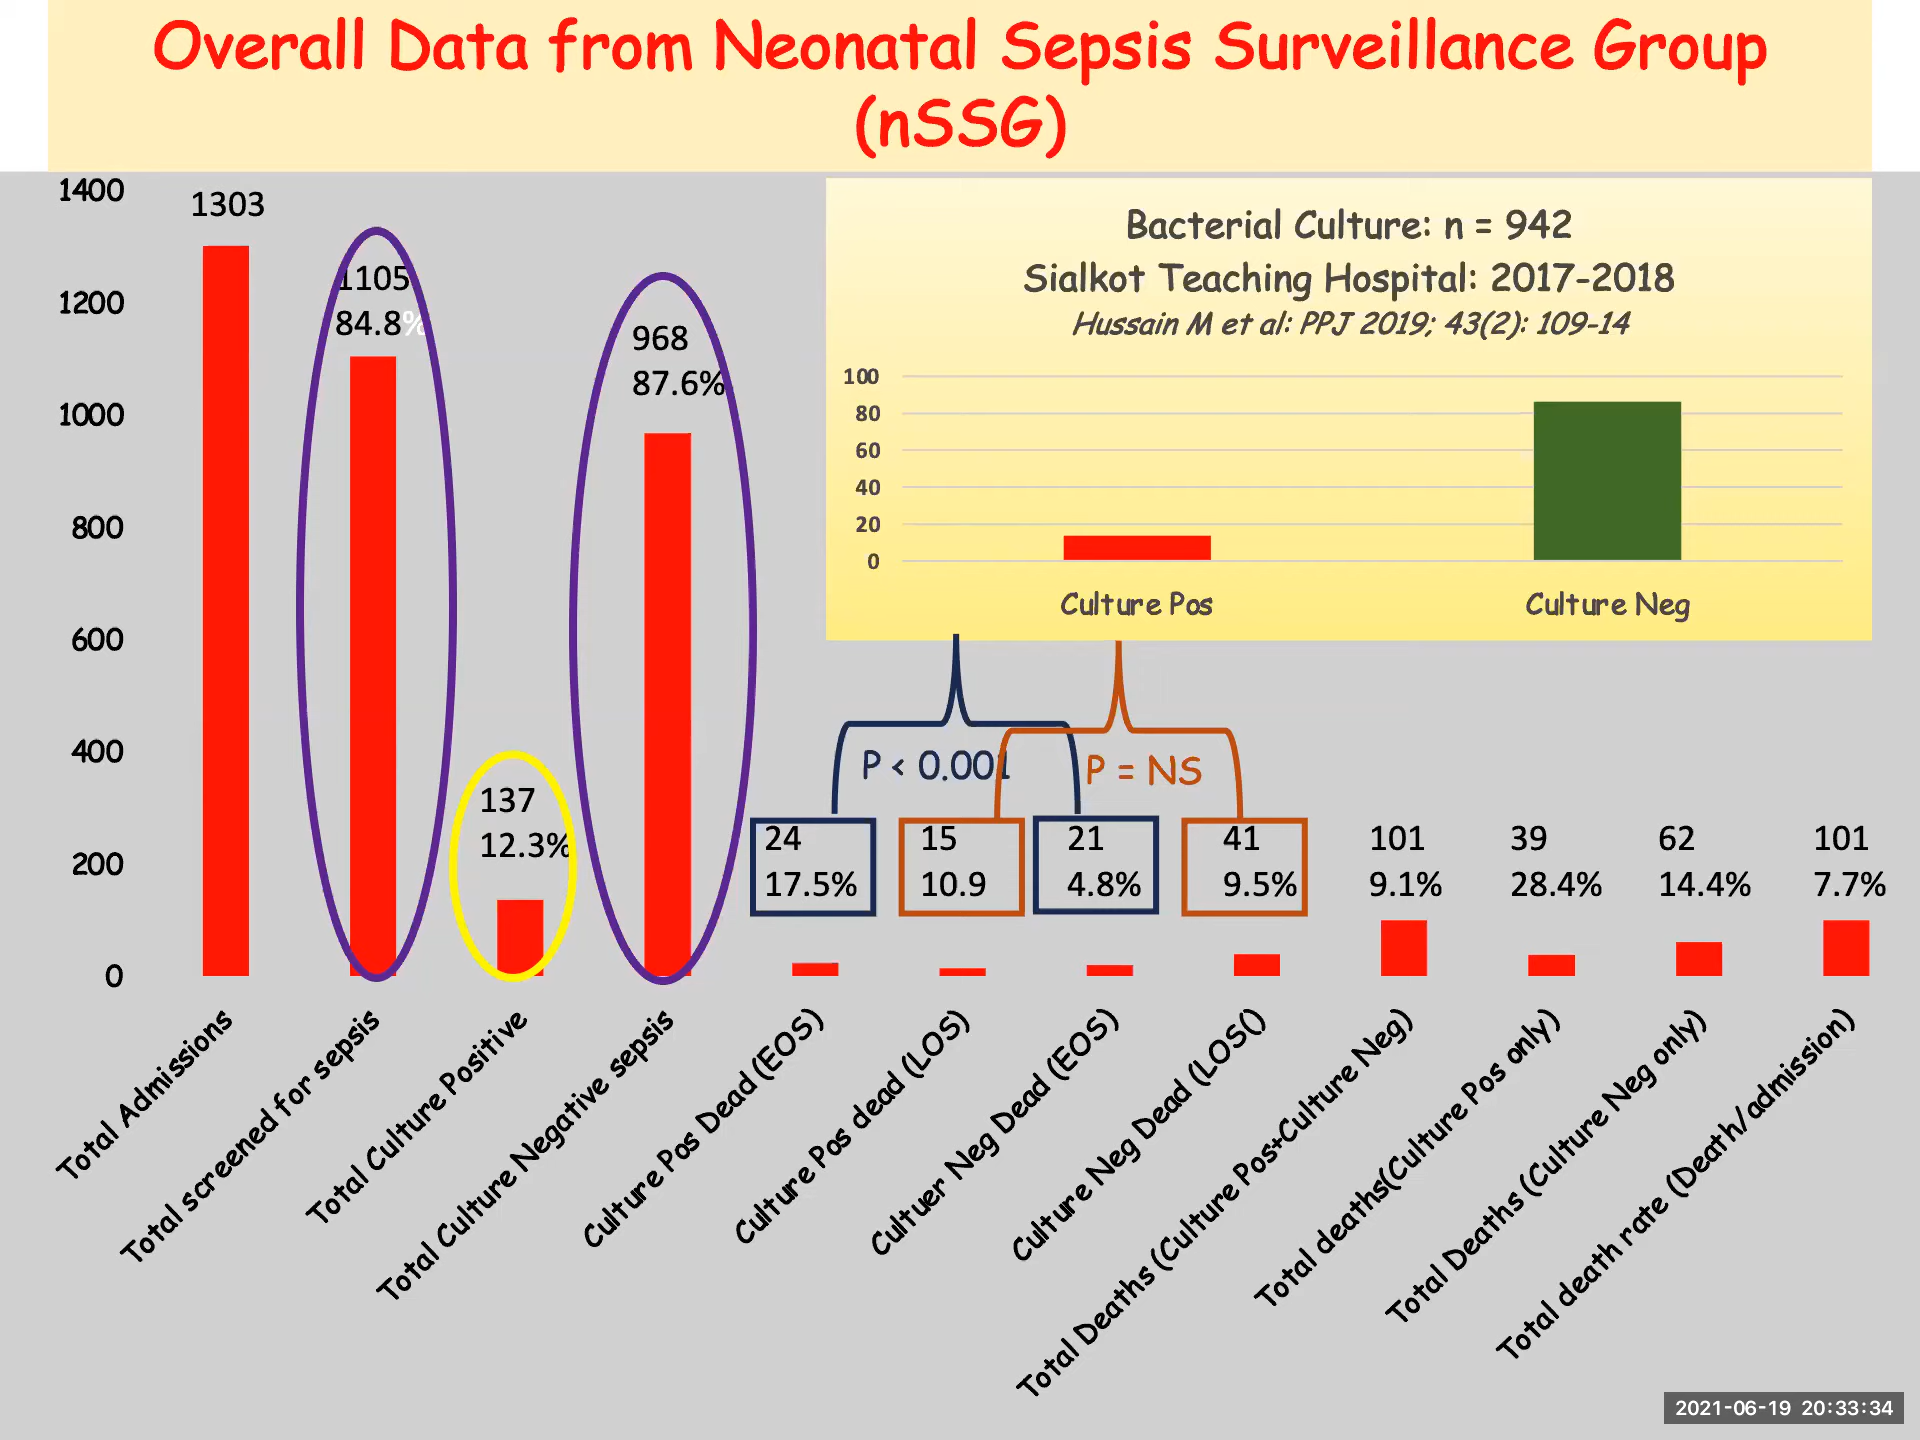 Overall Data from Neonatal Sepsis Surveillance Group
(nSSG)
1400
1200
1000
800
600
400
200
0
1303
1105
84.8%
137
12.3%
968
87.6%
Bacterial Culture: n = 942
Sialkot Teaching Hospital: 2017-2018
Hussain M et al: PPJ 2019; 43(2): 109-14
100
80
60
40
20
0
Culture Pos
Culture Neg
P < 0.001
P = NS
24
17.5%
15
10.9
21
4.8%
41
9.5%
101
9.1%
39
28.4%
62
14.4%
101
7.7%
Total Admissions
Total screened for sepsis
Total Culture Positive
Total Culture Negative sepsis
Culture Pos Dead (EOS)
Culture Pos dead (LOS)
Cultuer Neg Dead (EOS)
Culture Neg Dead (LOS()
Total Deaths (Culture Pos+Culture Neg)
Total deaths(Culture Pos only)
Total Deaths (Culture Neg only)
Total death rate (Death/admission)
2021-06-19 20:33:34